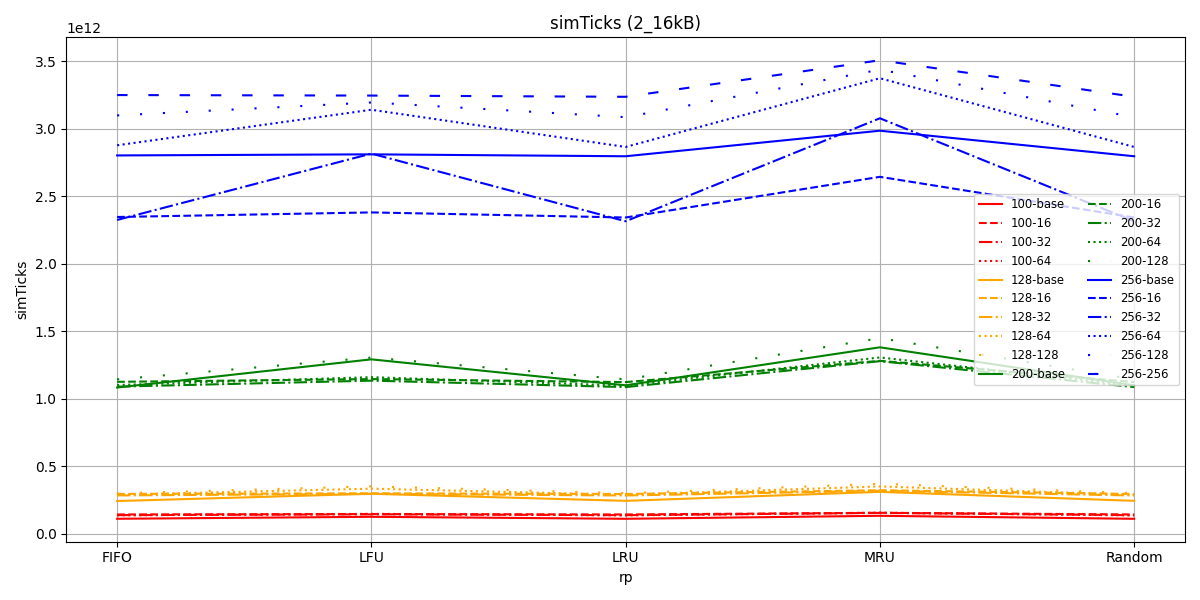 simTicks (2_16kB)
1e12
3.5
3.0
2.5
2.0
1.5
1.0
0.5
0.0
simTicks
100-base
100-16
100-32
100-64
128-base
128-16
128-32
128-64
128-128
200-base
200-16
200-32
200-64
200-128
256-base
256-16
256-32
256-64
256-128
256-256
FIFO
LFU
LRU
MRU
Random
rp